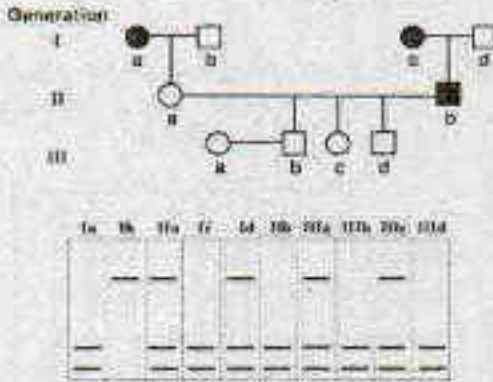 Generation
I
a b c d
II
a b
III
a b c d
Ia Ib IIa Ic Id IIb IIIa IIIb IIIc IIId